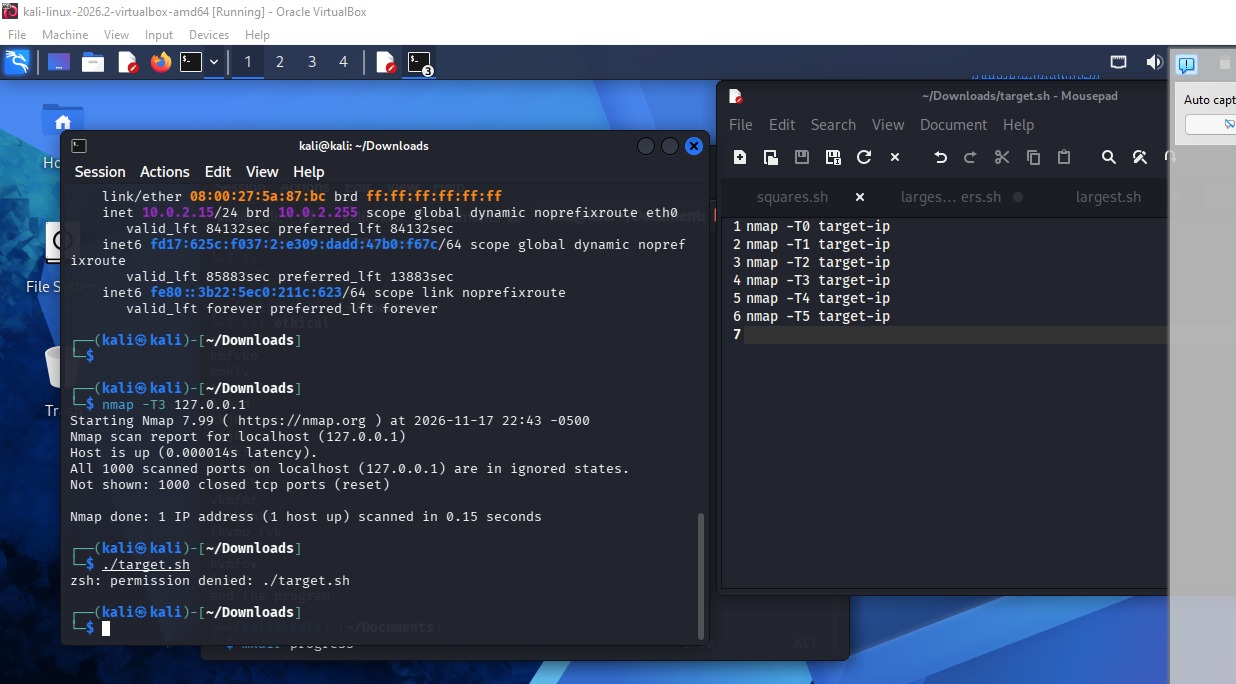 kali-linux-2026.2-virtualbox-amd64 [Running] - Oracle VirtualBox
File Machine View Input Devices Help
1 2 3 4
3
Auto capt
File System
kali@kali: ~/Downloads
Session Actions Edit View Help
link/ether 08:00:27:5a:87:bc brd ff:ff:ff:ff:ff:ff
inet 10.0.2.15/24 brd 10.0.2.255 scope global dynamic noprefixroute eth0
valid_lft 84132sec preferred_lft 84132sec
inet6 fd17:625c:f037:2:e309:dadd:47b0:f67c/64 scope global dynamic nopref
ixroute
valid_lft 85883sec preferred_lft 13883sec
inet6 fe80::3b22:5ec0:211c:623/64 scope link noprefixroute
valid_lft forever preferred_lft forever
┌──(kali㉿kali)-[~/Downloads]
└─$
┌──(kali㉿kali)-[~/Downloads]
└─$ nmap -T3 127.0.0.1
Starting Nmap 7.99 ( https://nmap.org ) at 2026-11-17 22:43 -0500
Nmap scan report for localhost (127.0.0.1)
Host is up (0.000014s latency).
All 1000 scanned ports on localhost (127.0.0.1) are in ignored states.
Not shown: 1000 closed tcp ports (reset)
Nmap done: 1 IP address (1 host up) scanned in 0.15 seconds
┌──(kali㉿kali)-[~/Downloads]
└─$ ./target.sh
zsh: permission denied: ./target.sh
┌──(kali㉿kali)-[~/Downloads]
└─$
$ mkdir progress
~/Downloads/target.sh - Mousepad
File Edit Search View Document Help
squares.sh larges... ers.sh largest.sh
1 nmap -T0 target-ip
2 nmap -T1 target-ip
3 nmap -T2 target-ip
4 nmap -T3 target-ip
5 nmap -T4 target-ip
6 nmap -T5 target-ip
7